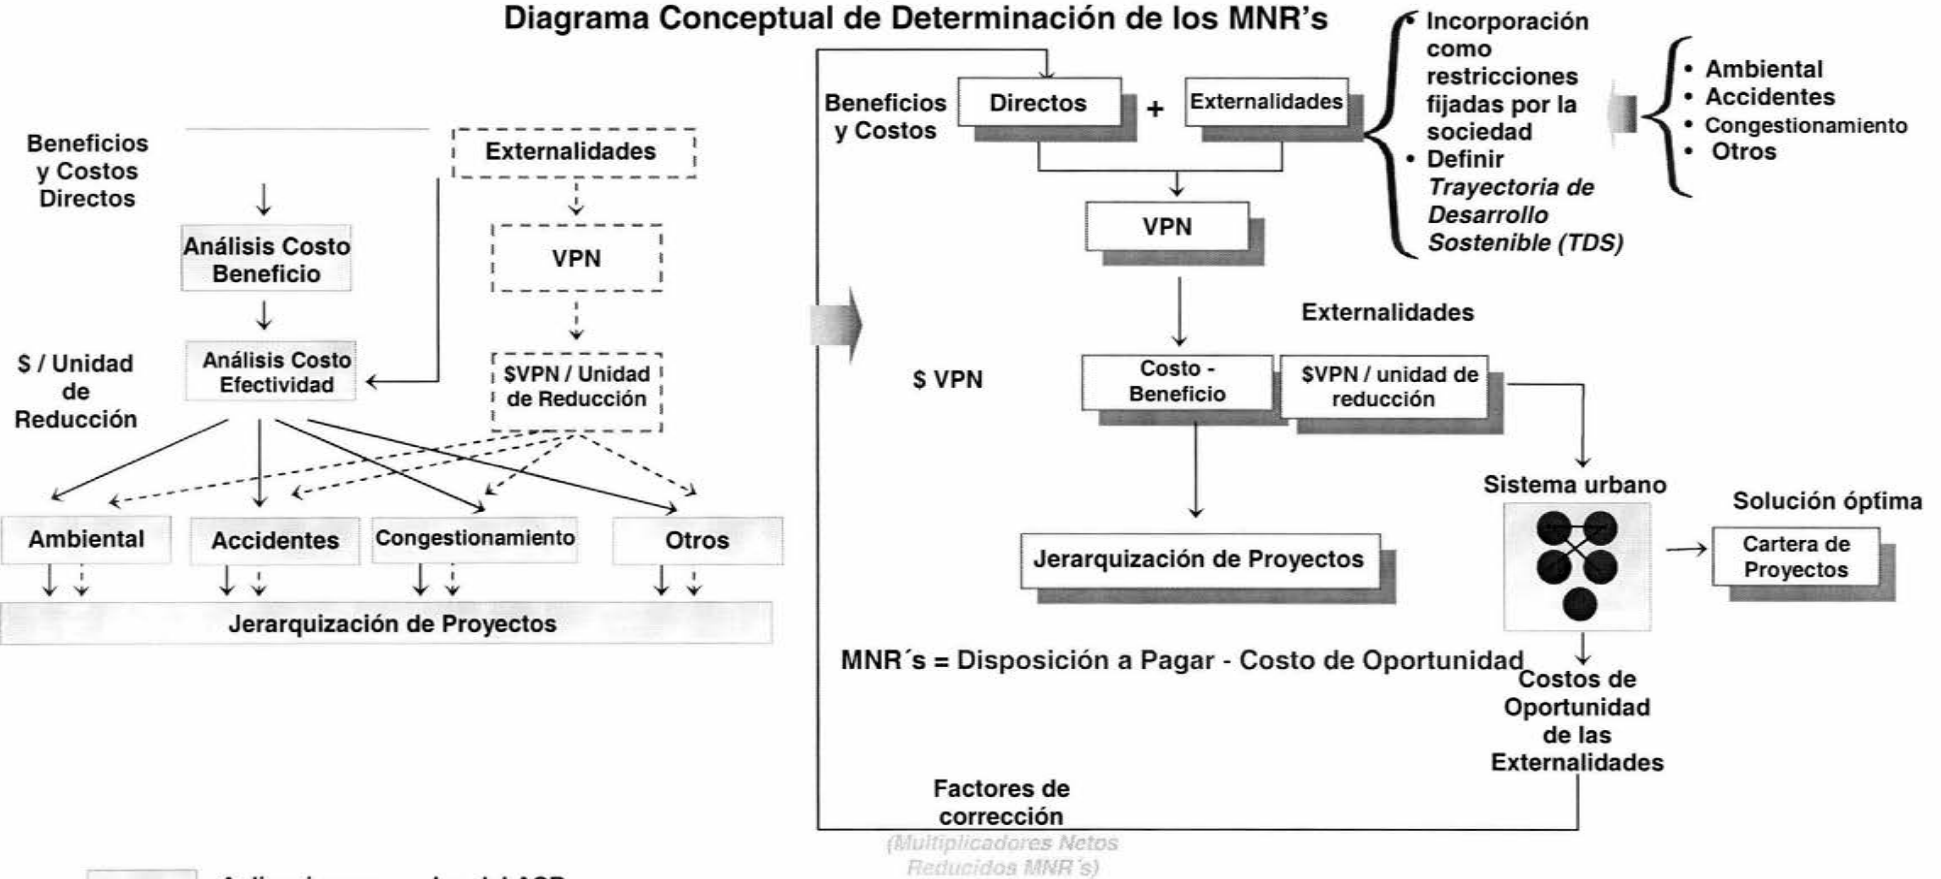 Diagrama Conceptual de Determinación de los MNR's
Beneficios
y Costos
Directos
Externalidades
Análisis Costo
Beneficio
VPN
$ / Unidad
de
Reducción
Análisis Costo
Efectividad
$VPN / Unidad
de Reducción
Ambiental
Accidentes
Congestionamiento
Otros
Jerarquización de Proyectos
Beneficios
y Costos
Directos
+
Externalidades
• Incorporación
como
restricciones
fijadas por la
sociedad
• Definir
Trayectoria de
Desarrollo
Sostenible (TDS)
• Ambiental
• Accidentes
• Congestionamiento
• Otros
VPN
Externalidades
$ VPN
Costo -
Beneficio
$VPN / unidad de
reducción
Jerarquización de Proyectos
Sistema urbano
Solución óptima
Cartera de
Proyectos
MNR´s = Disposición a Pagar - Costo de Oportunidad
Costos de
Oportunidad
de las
Externalidades
Factores de
corrección
(Multiplicadores Netos
Reducidos MNR´s)